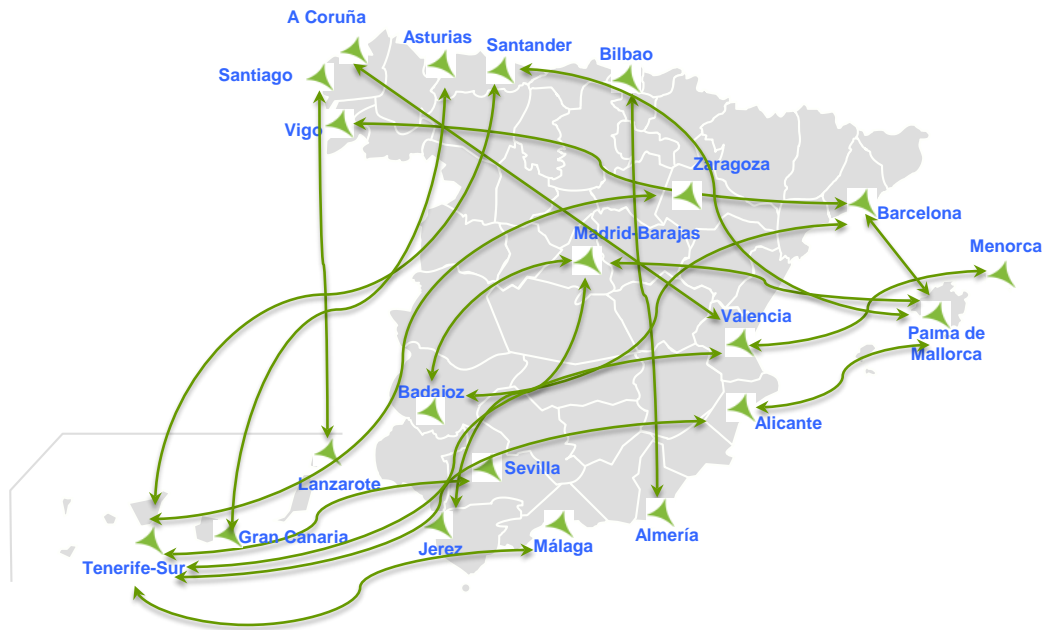 A Coruña
Asturias
Santander
Bilbao
Santiago
Vigo
Zaragoza
Barcelona
Madrid-Barajas
Menorca
Valencia
Palma de
Mallorca
Badajoz
Alicante
Sevilla
Lanzarote
Gran Canaria
Jerez
Málaga
Almería
Tenerife-Sur